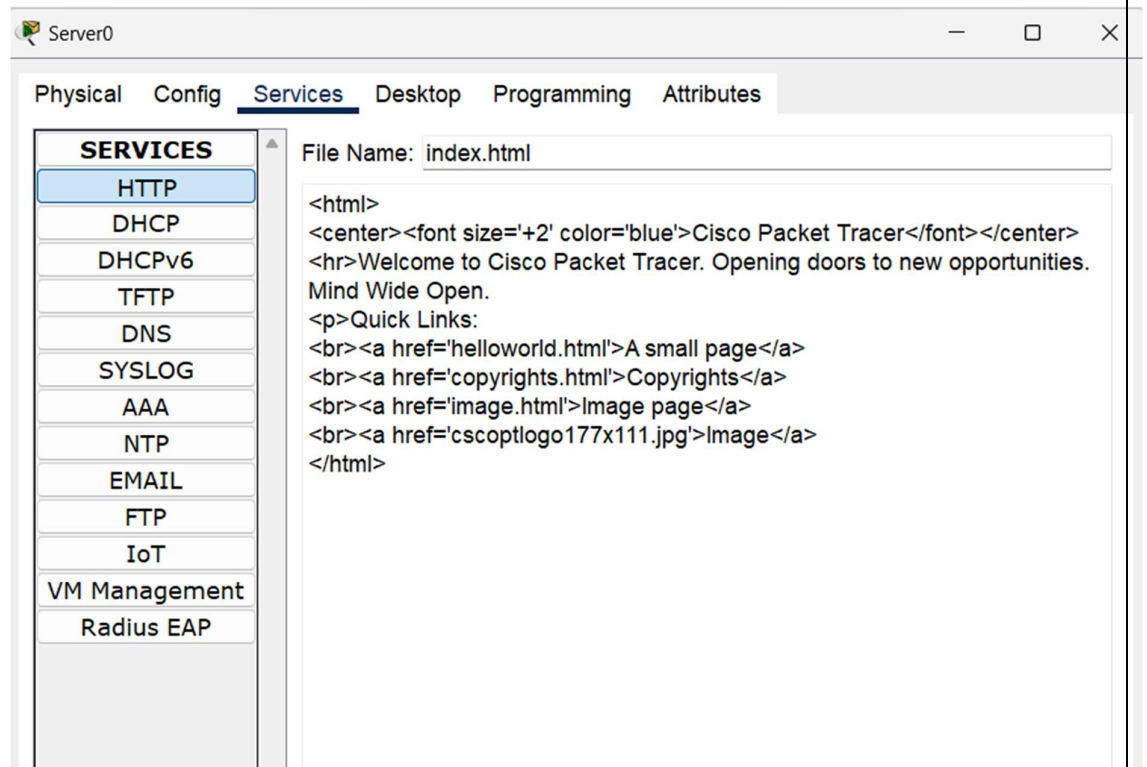 Server0
Physical Config Services Desktop Programming Attributes
SERVICES
HTTP
DHCP
DHCPv6
TFTP
DNS
SYSLOG
AAA
NTP
EMAIL
FTP
IoT
VM Management
Radius EAP
File Name: index.html
<html>
<center><font size='+2' color='blue'>Cisco Packet Tracer</font></center>
<hr>Welcome to Cisco Packet Tracer. Opening doors to new opportunities.
Mind Wide Open.
<p>Quick Links:
<br><a href='helloworld.html'>A small page</a>
<br><a href='copyrights.html'>Copyrights</a>
<br><a href='image.html'>Image page</a>
<br><a href='cscoptlogo177x111.jpg'>Image</a>
</html>